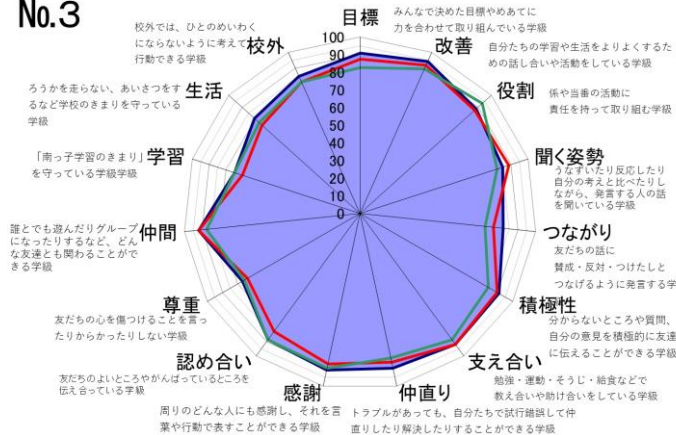 No.3
目標
みんなで決めた目標やめあてに
力を合わせて取り組んでいる学級
改善
自分たちの学習や生活をよりよくするた
めの話し合いや活動をしている学級
役割
係や当番の活動に
責任を持って取り組む学級
聞く姿勢
うなずいたり反応したり
自分の考えと比べたりし
ながら、発言する人の話
を聞いている学級
つながり
友だちの話に
賛成・反対・つけたしと
つなげるように発言する学
積極性
分からないところや質問、
自分の意見を積極的に友達
に伝えることができる学級
支え合い
勉強・運動・そうじ・給食などで
教え合いや助け合いをしている学級
仲直り
トラブルがあっても、自分たちで試行錯誤して仲
直りしたり解決したりすることができる学級
感謝
周りのどんな人にも感謝し、それを言
葉や行動で表すことができる学級
認め合い
友だちのよいところやがんばっているところを
伝え合っている学級
尊重
友だちの心を傷つけることを言っ
たりからかったりしない学級
仲間
誰とでも遊んだりグループ
になったりするなど、どん
な友達とも関わることがで
きる学級
学習
「南っ子学習のきまり」
を守っている学級学級
生活
ろうかを走らない、あいさつをす
るなど学校のきまりを守っている
学級
校外
校外では、ひとのめいわく
にならないように考えて
行動できる学級
100
90
80
70
60
50
40
30
20
10
0